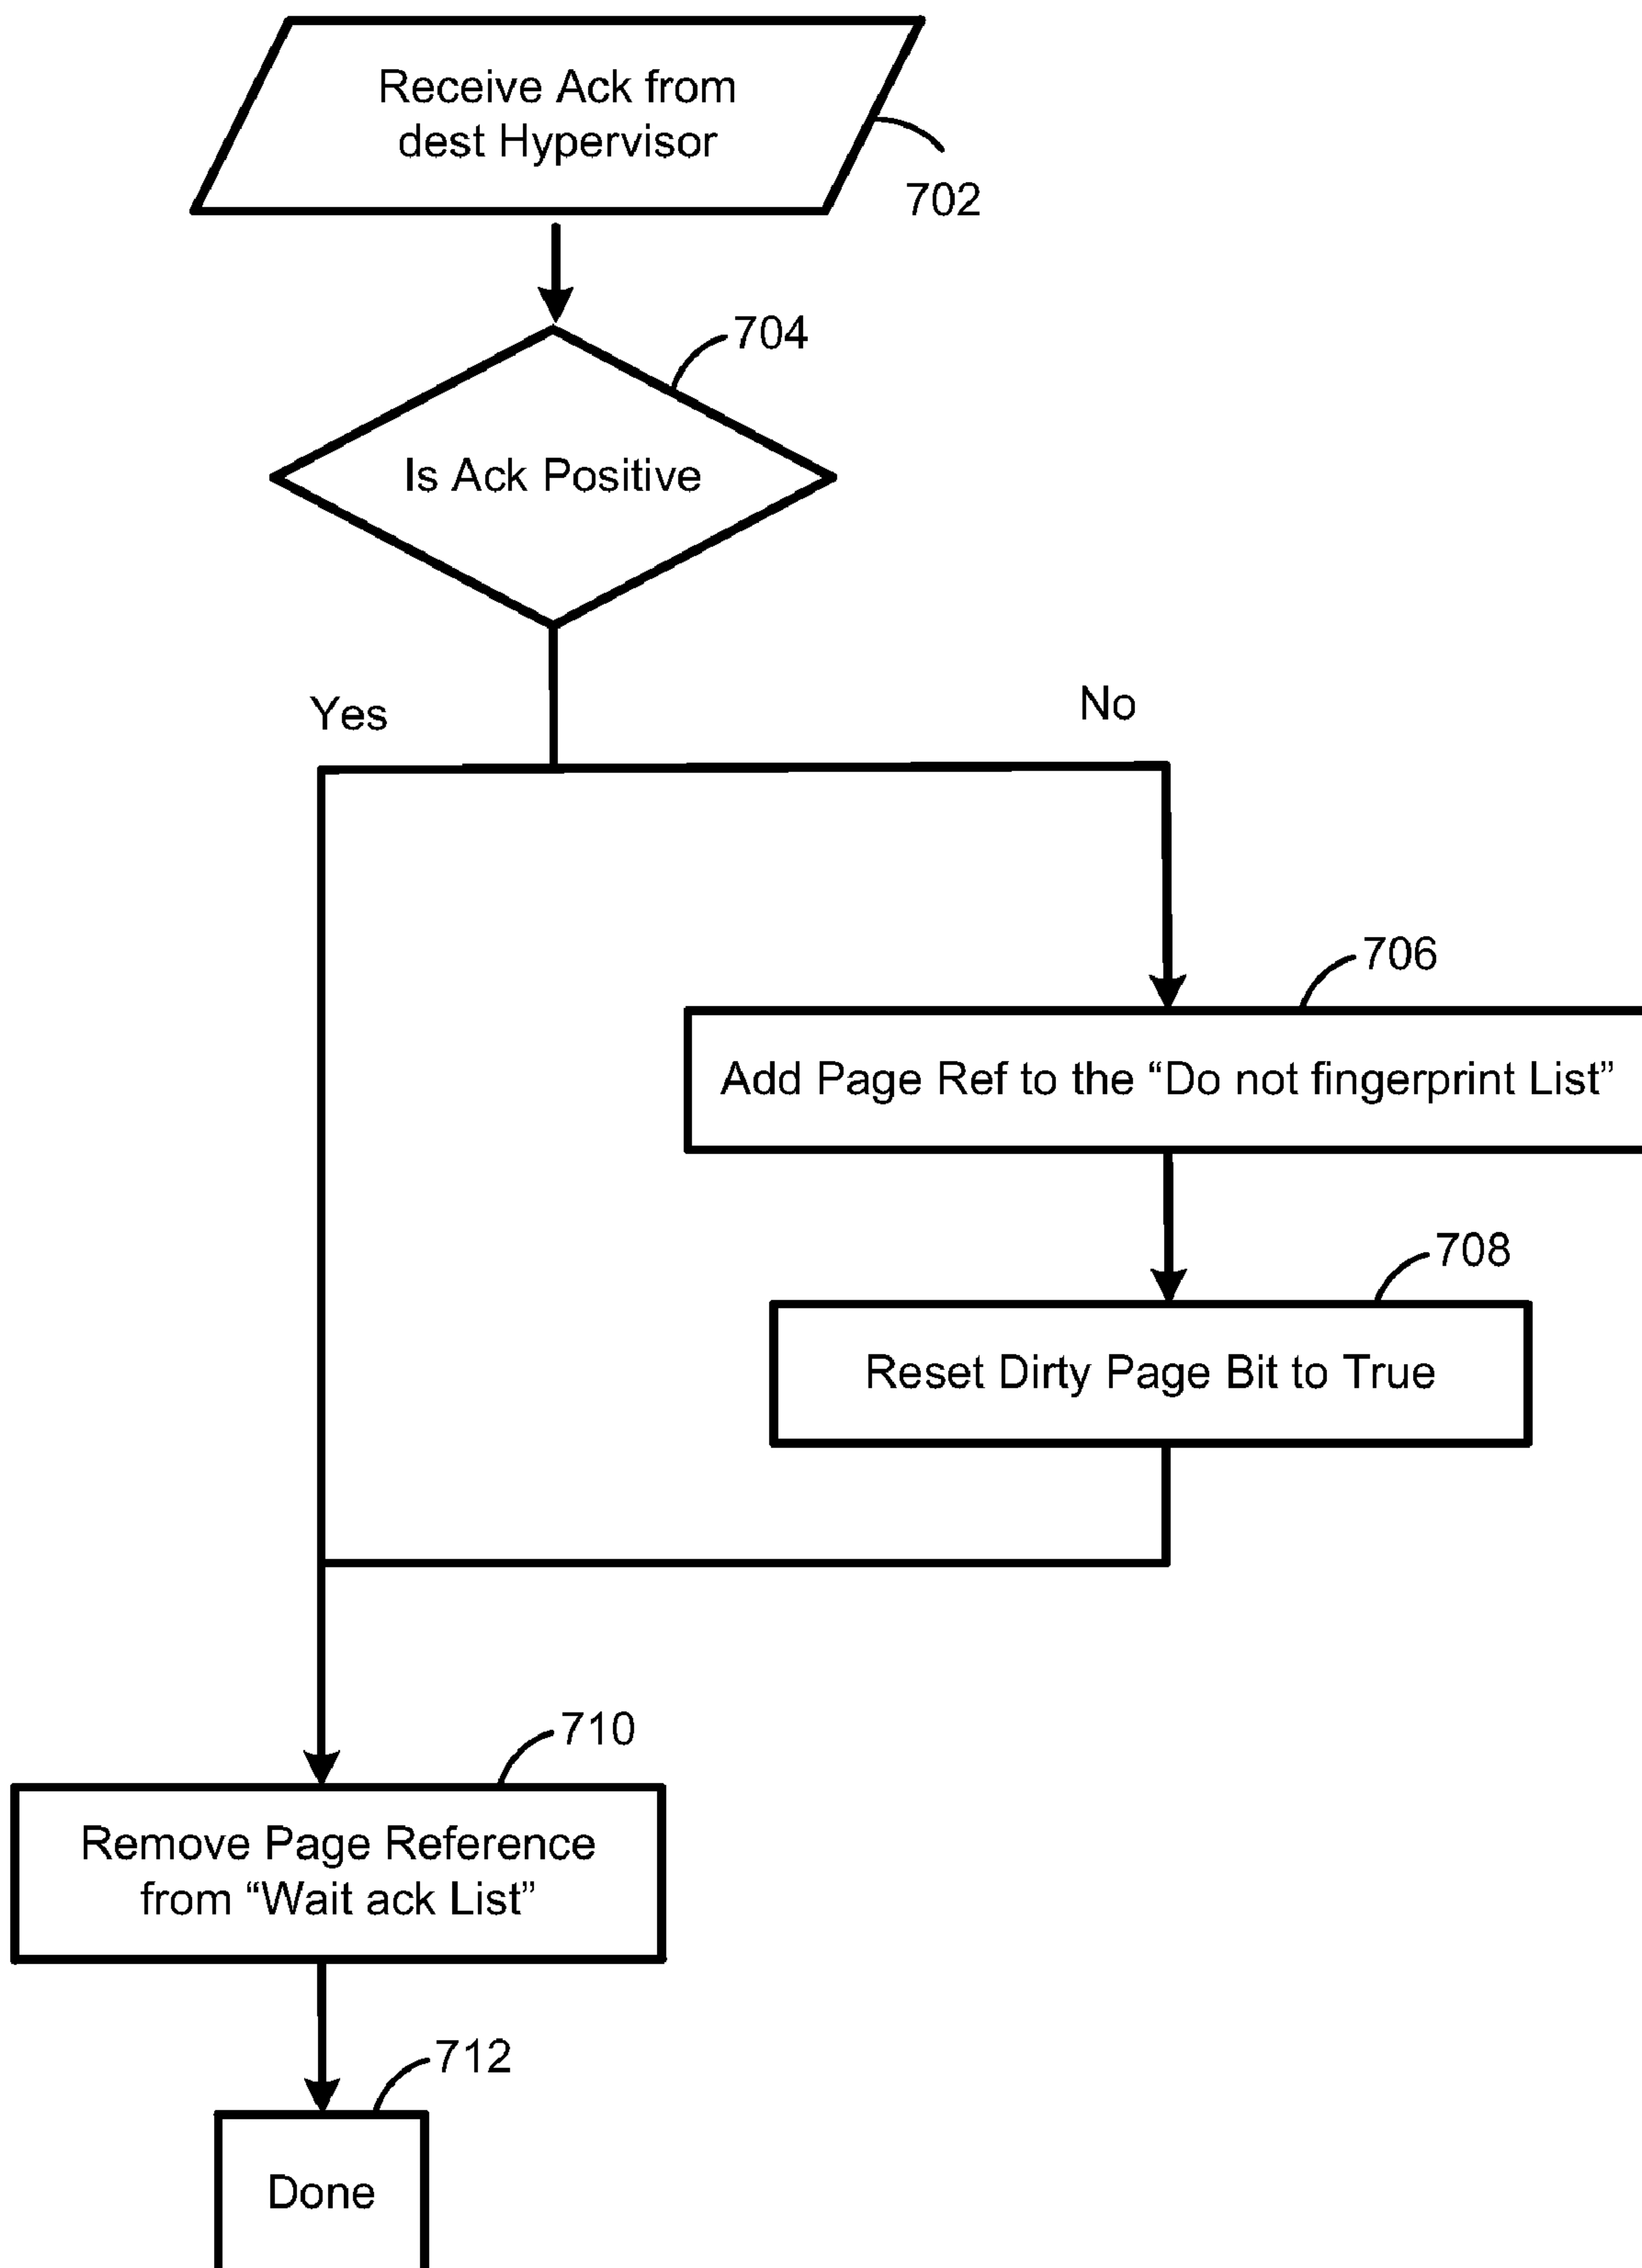 Receive Ack from
dest Hypervisor
702
704
Is Ack Positive
Yes
No
706
Add Page Ref to the “Do not fingerprint List”
708
Reset Dirty Page Bit to True
710
Remove Page Reference
from “Wait ack List”
712
Done